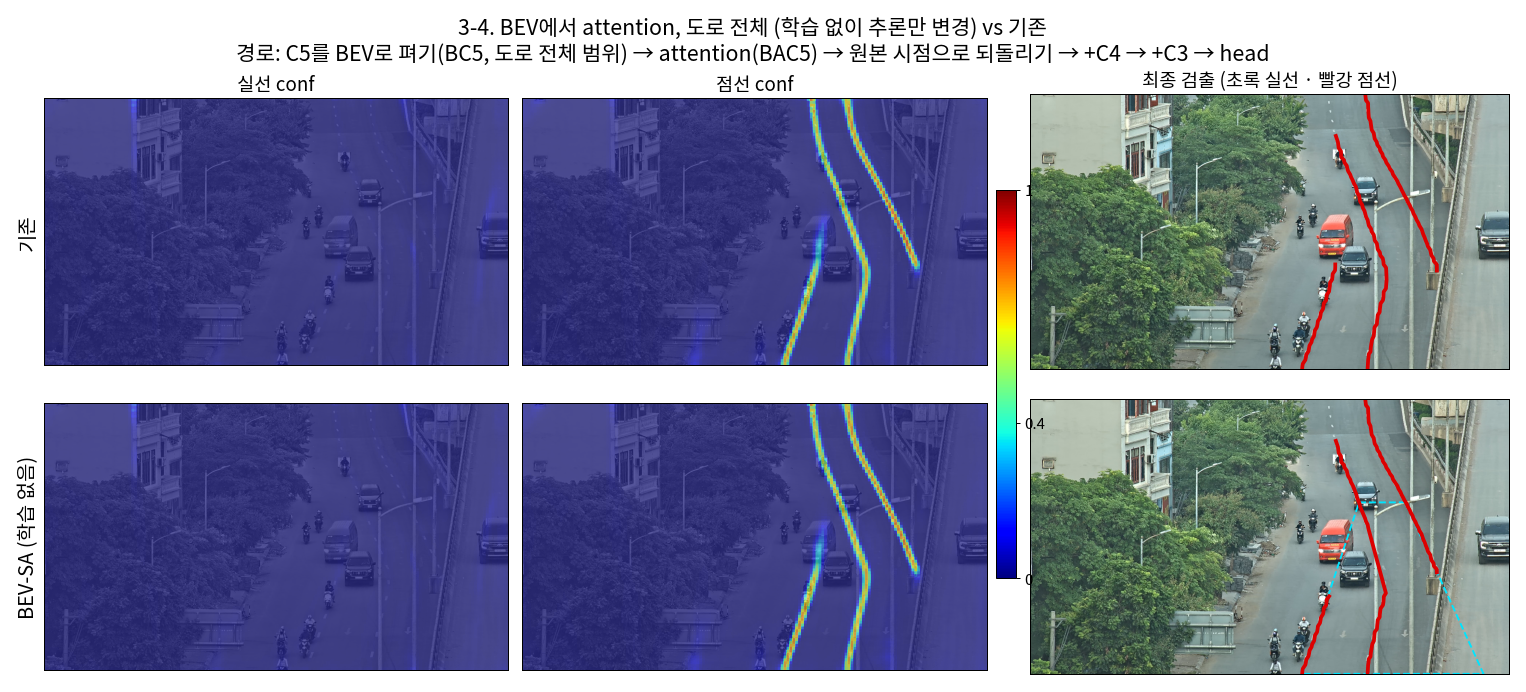 3-4. BEV에서 attention, 도로 전체 (학습 없이 추론만 변경) vs 기존
경로: C5를 BEV로 펴기(BC5, 도로 전체 범위) → attention(BAC5) → 원본 시점으로 되돌리기 → +C4 → +C3 → head
실선 conf
점선 conf
최종 검출 (초록 실선 · 빨강 점선)
기존
1
0.4
0
BEV-SA (학습 없음)